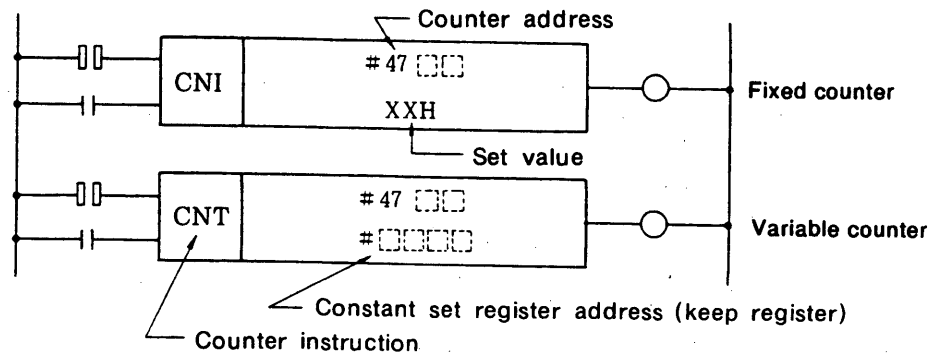 Counter address
CNI
#47
XXH
Fixed counter
Set value
CNT
#47
#
Variable counter
Constant set register address (keep register)
Counter instruction